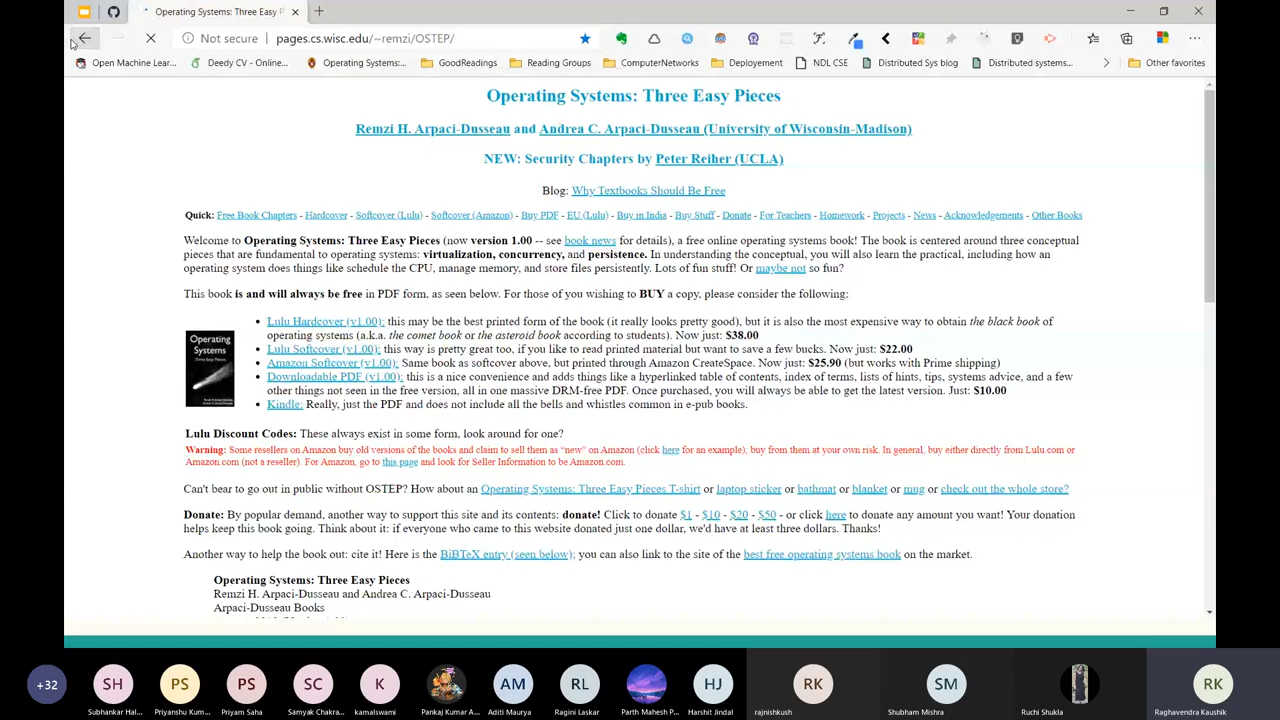 Operating Systems: Three Easy P
Not secure
pages.cs.wisc.edu/~remzi/OSTEP/
Open Machine Lear...
Deedy CV - Online...
Operating Systems:...
GoodReadings
Reading Groups
ComputerNetworks
Deployement
NDL CSE
Distributed Sys blog
Distributed systems...
Other favorites
Operating Systems: Three Easy Pieces
Remzi H. Arpaci-Dusseau and Andrea C. Arpaci-Dusseau (University of Wisconsin-Madison)
NEW: Security Chapters by Peter Reiher (UCLA)
Blog: Why Textbooks Should Be Free
Quick: Free Book Chapters - Hardcover - Softcover (Lulu) - Softcover (Amazon) - Buy PDF - EU (Lulu) - Buy in India - Buy Stuff - Donate - For Teachers - Homework - Projects - News - Acknowledgements - Other Books
Welcome to Operating Systems: Three Easy Pieces (now version 1.00 -- see book news for details), a free online operating systems book! The book is centered around three conceptual
pieces that are fundamental to operating systems: virtualization, concurrency, and persistence. In understanding the conceptual, you will also learn the practical, including how an
operating system does things like schedule the CPU, manage memory, and store files persistently. Lots of fun stuff! Or maybe not so fun?
This book is and will always be free in PDF form, as seen below. For those of you wishing to BUY a copy, please consider the following:
Operating
Systems
Lulu Hardcover (v1.00): this may be the best printed form of the book (it really looks pretty good), but it is also the most expensive way to obtain the black book of
operating systems (a.k.a. the comet book or the asteroid book according to students). Now just: $38.00
Lulu Softcover (v1.00): this way is pretty great too, if you like to read printed material but want to save a few bucks. Now just: $22.00
Amazon Softcover (v1.00): Same book as softcover above, but printed through Amazon CreateSpace. Now just: $25.90 (but works with Prime shipping)
Downloadable PDF (v1.00): this is a nice convenience and adds things like a hyperlinked table of contents, index of terms, lists of hints, tips, systems advice, and a few
other things not seen in the free version, all in one massive DRM-free PDF. Once purchased, you will always be able to get the latest version. Just: $10.00
Kindle: Really, just the PDF and does not include all the bells and whistles common in e-pub books.
Lulu Discount Codes: These always exist in some form, look around for one?
Warning: Some resellers on Amazon buy old versions of the books and claim to sell them as "new" on Amazon (click here for an example); buy from them at your own risk. In general, buy either directly from Lulu.com or
Amazon.com (not a reseller). For Amazon, go to this page and look for Seller Information to be Amazon.com.
Can't bear to go out in public without OSTEP? How about an Operating Systems: Three Easy Pieces T-shirt or laptop sticker or bathmat or blanket or mug or check out the whole store?
Donate: By popular demand, another way to support this site and its contents: donate! Click to donate $1 - $10 - $20 - $50 - or click here to donate any amount you want! Your donation
helps keep this book going. Think about it: if everyone who came to this website donated just one dollar, we'd have at least three dollars. Thanks!
Another way to help the book out: cite it! Here is the BiBTeX entry (seen below); you can also link to the site of the best free operating systems book on the market.
Operating Systems: Three Easy Pieces
Remzi H. Arpaci-Dusseau and Andrea C. Arpaci-Dusseau
Arpaci-Dusseau Books
+32
SH
PS
PS
SC
K
AM
RL
HJ
RK
SM
RK
Subhankar Hal...
Priyanshu Kum...
Priyam Saha
Samyak Chakra...
kamalswami
Pankaj Kumar A...
Aditi Maurya
Ragini Laskar
Parth Mahesh P...
Harshit Jindal
rajnishkush
Shubham Mishra
Ruchi Shukla
Raghavendra Kaushik